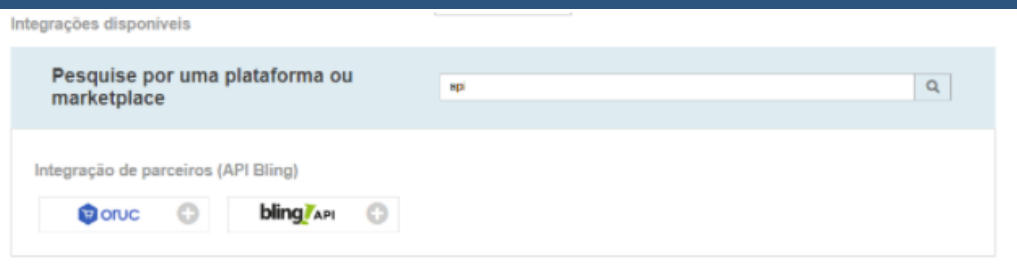 Integrações disponíveis
Pesquise por uma plataforma ou
marketplace
api
Integração de parceiros (API Bling)
oruc
bling API